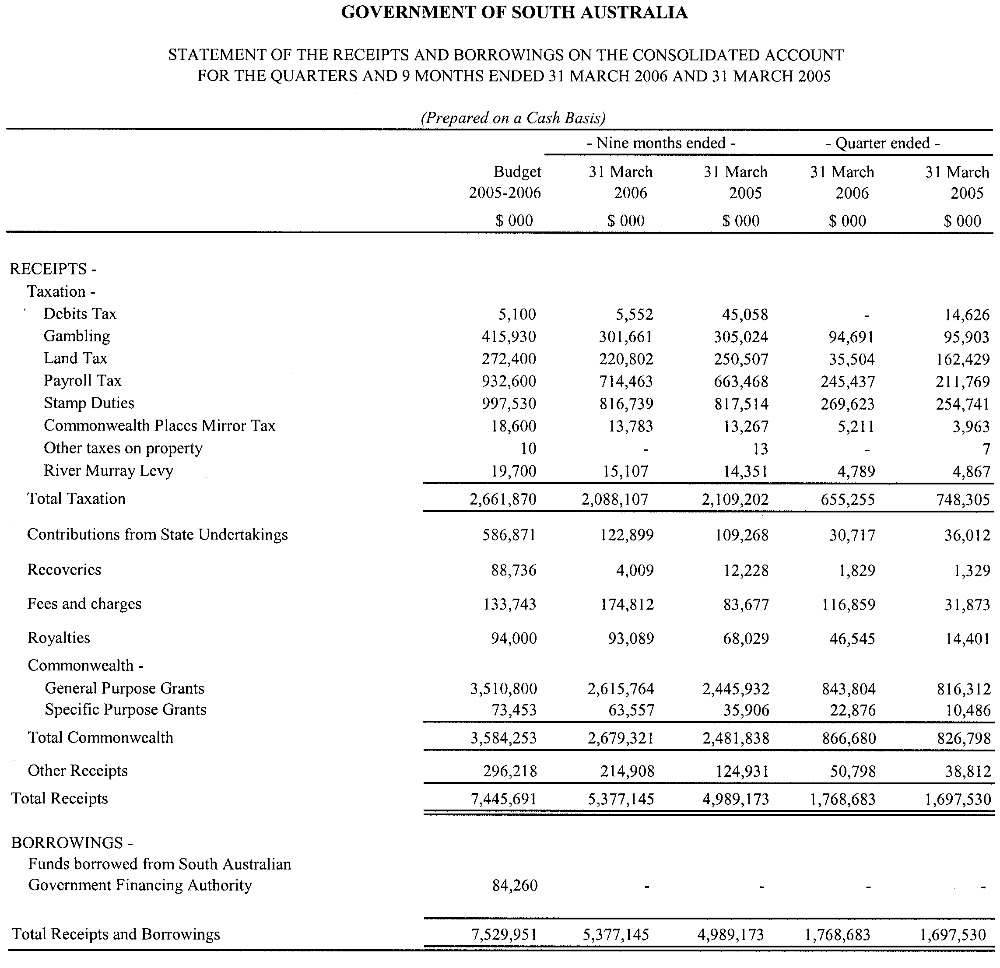 GOVERNMENT OF SOUTH AUSTRALIA
STATEMENT OF THE RECEIPTS AND BORROWINGS ON THE CONSOLIDATED ACCOUNT
FOR THE QUARTERS AND 9 MONTHS ENDED 31 MARCH 2006 AND 31 MARCH 2005
(Prepared on a Cash Basis)
- Nine months ended - - Quarter ended -
Budget 31 March 31 March 31 March 31 March
2005-2006 2006 2005 2006 2005
$ 000 $ 000 $ 000 $ 000 $ 000
RECEIPTS -
Taxation -
Debits Tax 5,100 5,552 45,058 - 14,626
Gambling 415,930 301,661 305,024 94,691 95,903
Land Tax 272,400 220,802 250,507 35,504 162,429
Payroll Tax 932,600 714,463 663,468 245,437 211,769
Stamp Duties 997,530 816,739 817,514 269,623 254,741
Commonwealth Places Mirror Tax 18,600 13,783 13,267 5,211 3,963
Other taxes on property 10 - 13 - 7
River Murray Levy 19,700 15,107 14,351 4,789 4,867
Total Taxation 2,661,870 2,088,107 2,109,202 655,255 748,305
Contributions from State Undertakings 586,871 122,899 109,268 30,717 36,012
Recoveries 88,736 4,009 12,228 1,829 1,329
Fees and charges 133,743 174,812 83,677 116,859 31,873
Royalties 94,000 93,089 68,029 46,545 14,401
Commonwealth -
General Purpose Grants 3,510,800 2,615,764 2,445,932 843,804 816,312
Specific Purpose Grants 73,453 63,557 35,906 22,876 10,486
Total Commonwealth 3,584,253 2,679,321 2,481,838 866,680 826,798
Other Receipts 296,218 214,908 124,931 50,798 38,812
Total Receipts 7,445,691 5,377,145 4,989,173 1,768,683 1,697,530
BORROWINGS -
Funds borrowed from South Australian
Government Financing Authority 84,260 - - - -
Total Receipts and Borrowings 7,529,951 5,377,145 4,989,173 1,768,683 1,697,530